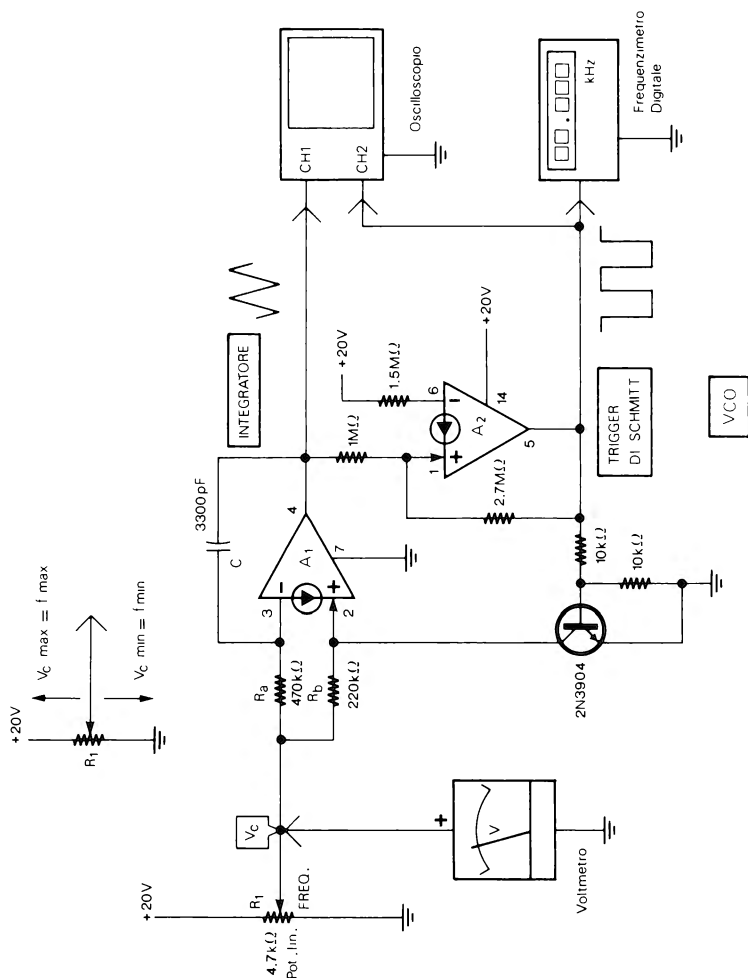 +20V
R1
VC max = f max
VC min = f min
+20V
4.7kΩ
Pot. lin.
R1
FREQ.
VC
+
V
Voltmetro
Ra
470kΩ
Rb
220kΩ
3300pF
C
3
−
A1
+
2
4
7
INTEGRATORE
1MΩ
+20V
1.5MΩ
6
−
1
+
A2
14
+20V
5
2.7MΩ
10kΩ
10kΩ
2N3904
TRIGGER
DI SCHMITT
VCO
CH1
CH2
Oscilloscopio
kHz
Frequenzimetro
Digitale